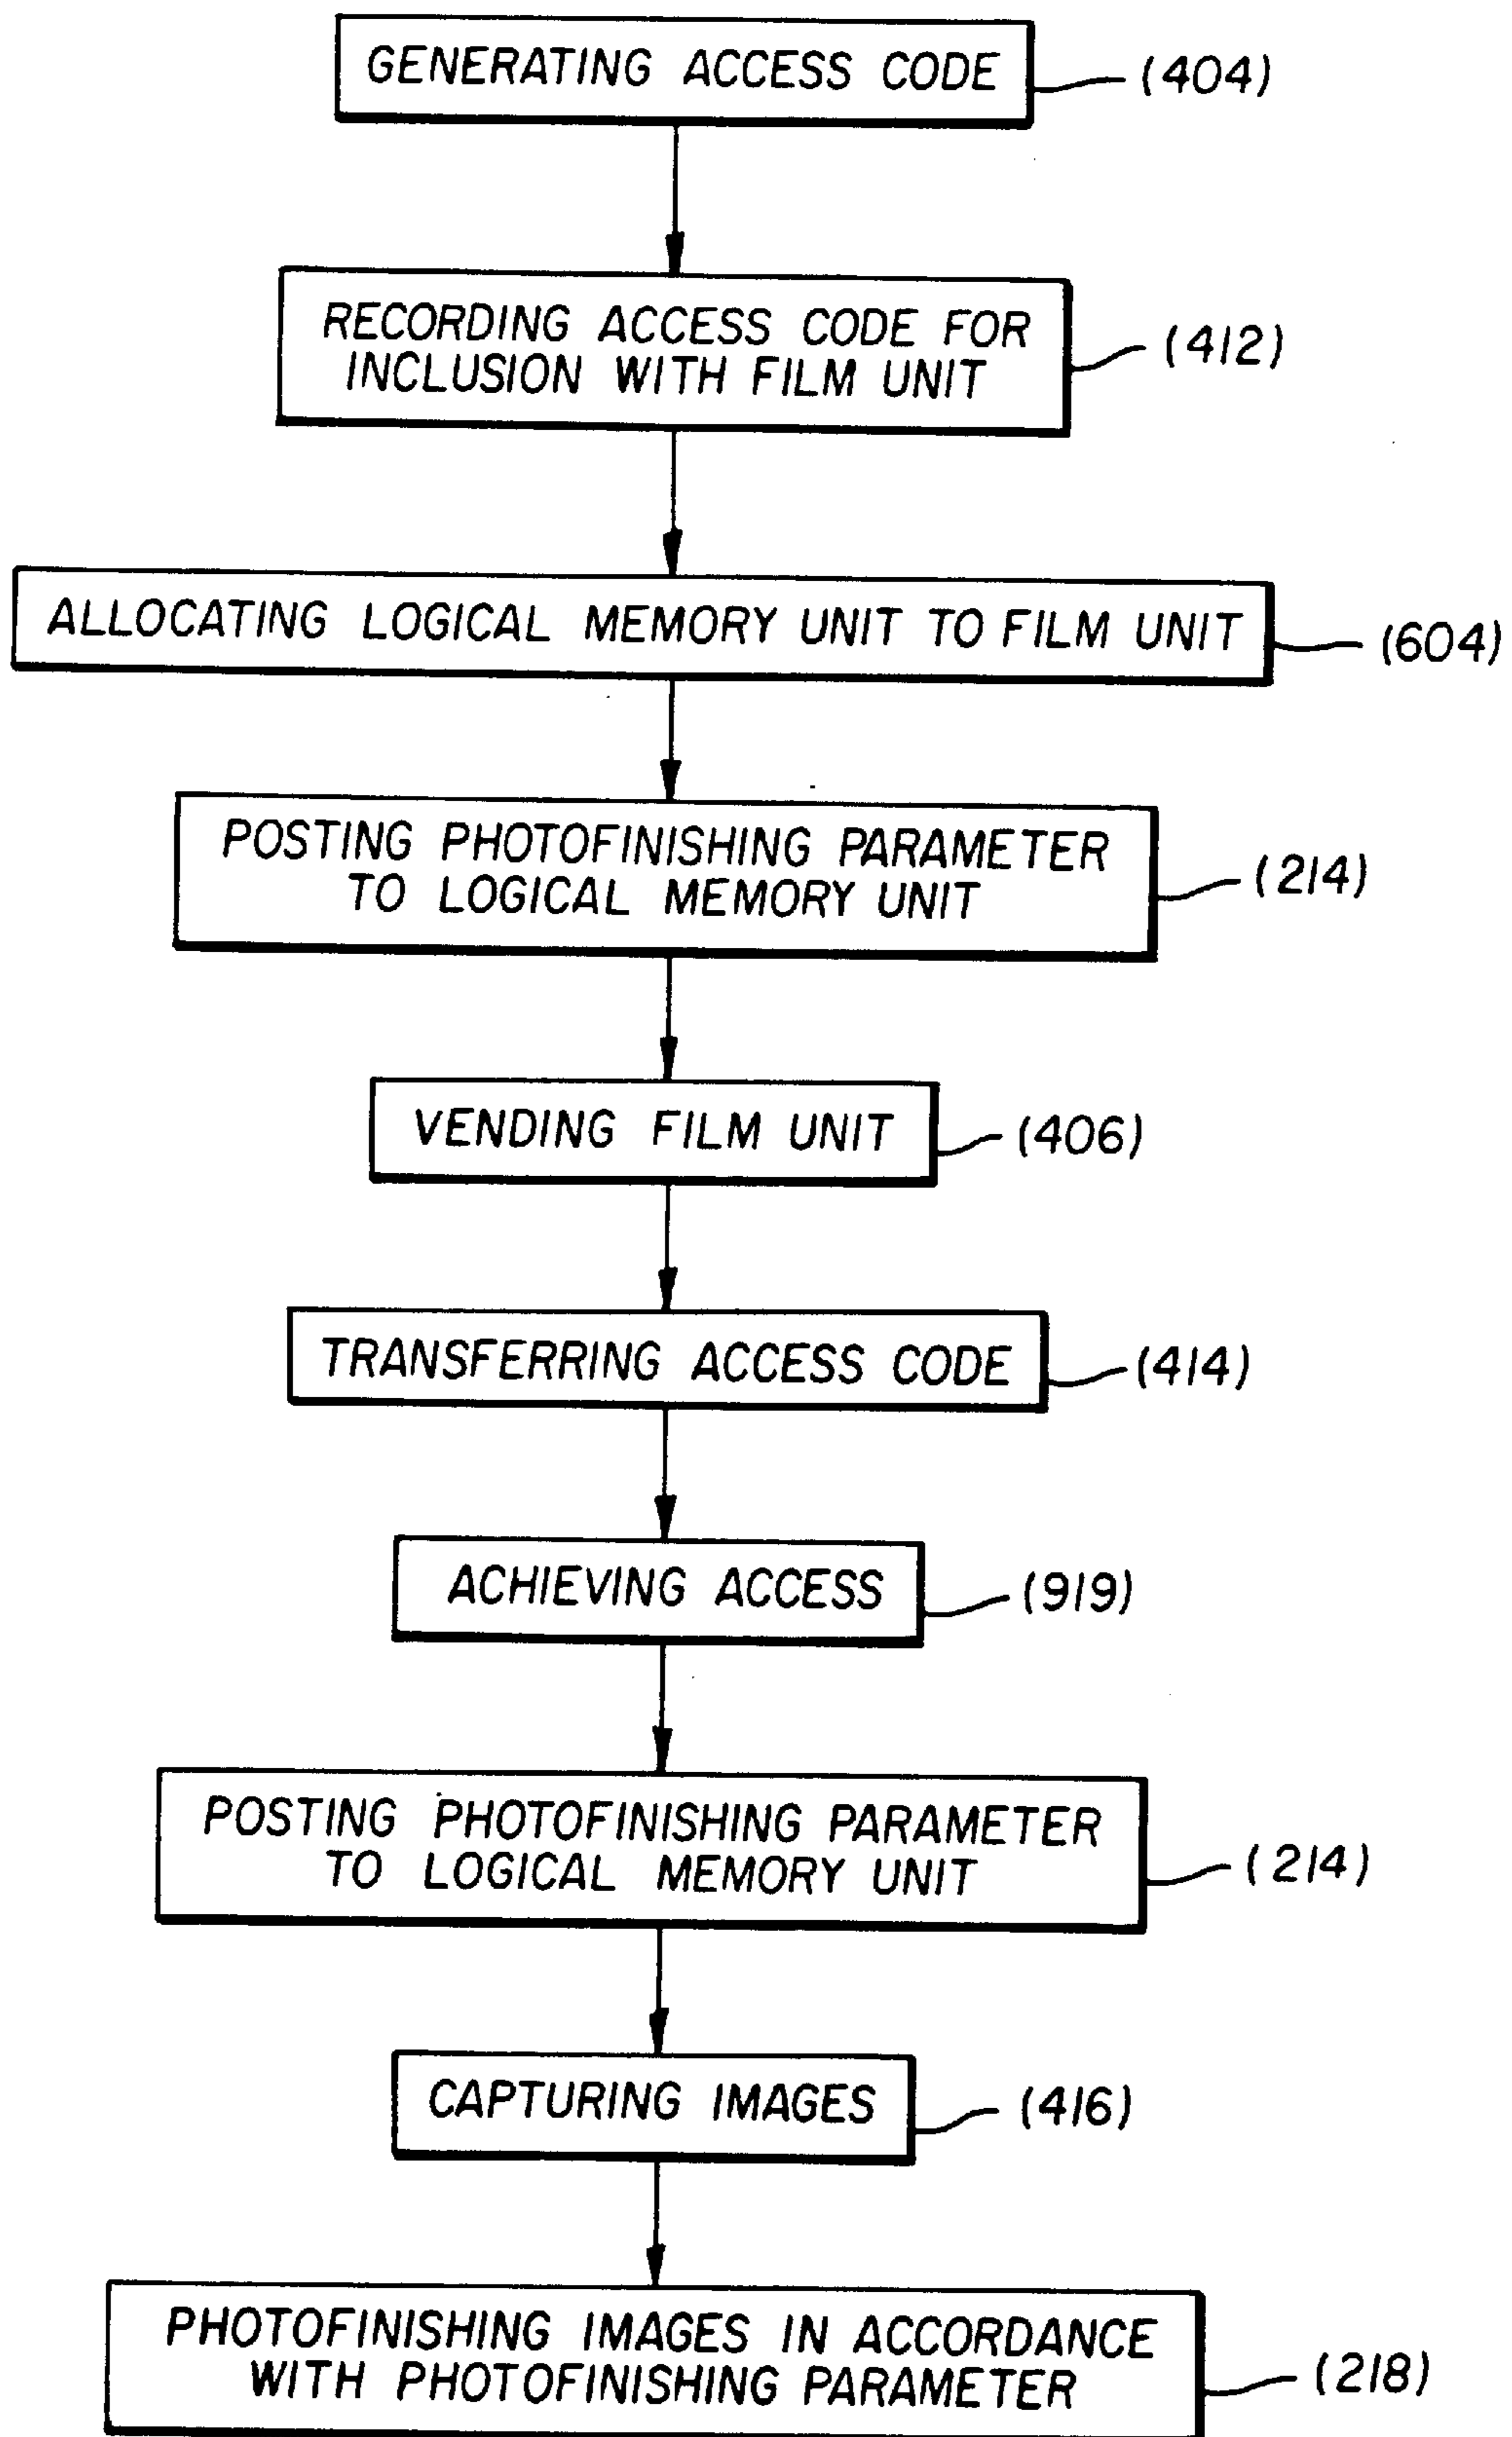 GENERATING ACCESS CODE (404)
RECORDING ACCESS CODE FOR
INCLUSION WITH FILM UNIT (412)
ALLOCATING LOGICAL MEMORY UNIT TO FILM UNIT (604)
POSTING PHOTOFINISHING PARAMETER
TO LOGICAL MEMORY UNIT (214)
VENDING FILM UNIT (406)
TRANSFERRING ACCESS CODE (414)
ACHIEVING ACCESS (919)
POSTING PHOTOFINISHING PARAMETER
TO LOGICAL MEMORY UNIT (214)
CAPTURING IMAGES (416)
PHOTOFINISHING IMAGES IN ACCORDANCE
WITH PHOTOFINISHING PARAMETER (218)